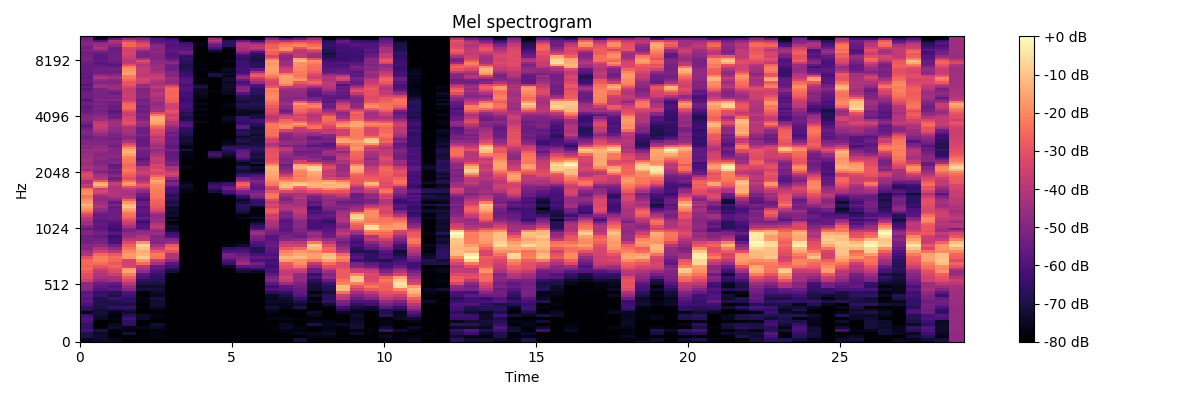 Mel spectrogram
Hz
8192
4096
2048
1024
512
0
0 5 10 15 20 25
Time
+0 dB
-10 dB
-20 dB
-30 dB
-40 dB
-50 dB
-60 dB
-70 dB
-80 dB